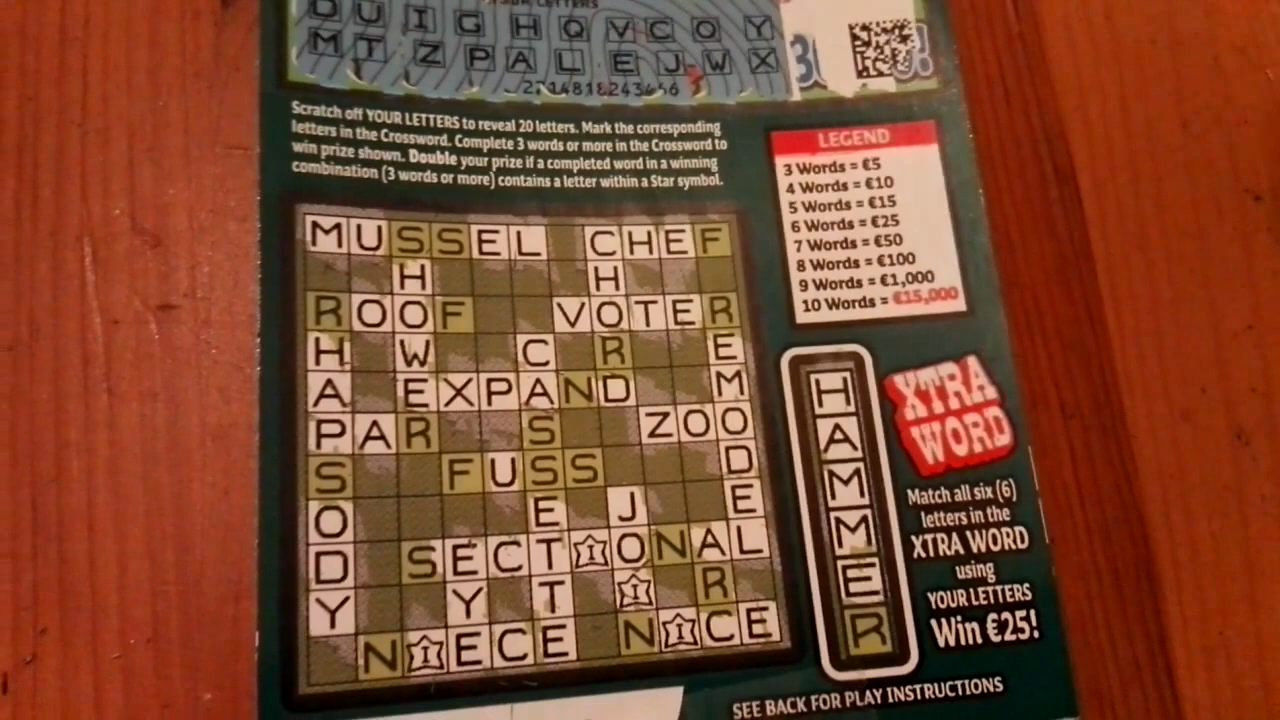 YOUR LETTERS
D U I G H Q V C O Y
M T Z P A L E J W X
Scratch off YOUR LETTERS to reveal 20 letters. Mark the corresponding
letters in the Crossword. Complete 3 words or more in the Crossword to
win prize shown. Double your prize if a completed word in a winning
combination (3 words or more) contains a letter within a Star symbol.
LEGEND
3 Words = €5
4 Words = €10
5 Words = €15
6 Words = €25
7 Words = €50
8 Words = €100
9 Words = €1,000
10 Words = €15,000
MUSSEL CHEF
H H
ROOF VOTER
H W C R E
A EXPAND M
PAR S ZOO
S FUSS D
O E J E
D SECTIONAL
Y Y T I R
NIECE NICE
HAMMER
XTRA
WORD
Match all six (6)
letters in the
XTRA WORD
using
YOUR LETTERS
Win €25!
SEE BACK FOR PLAY INSTRUCTIONS